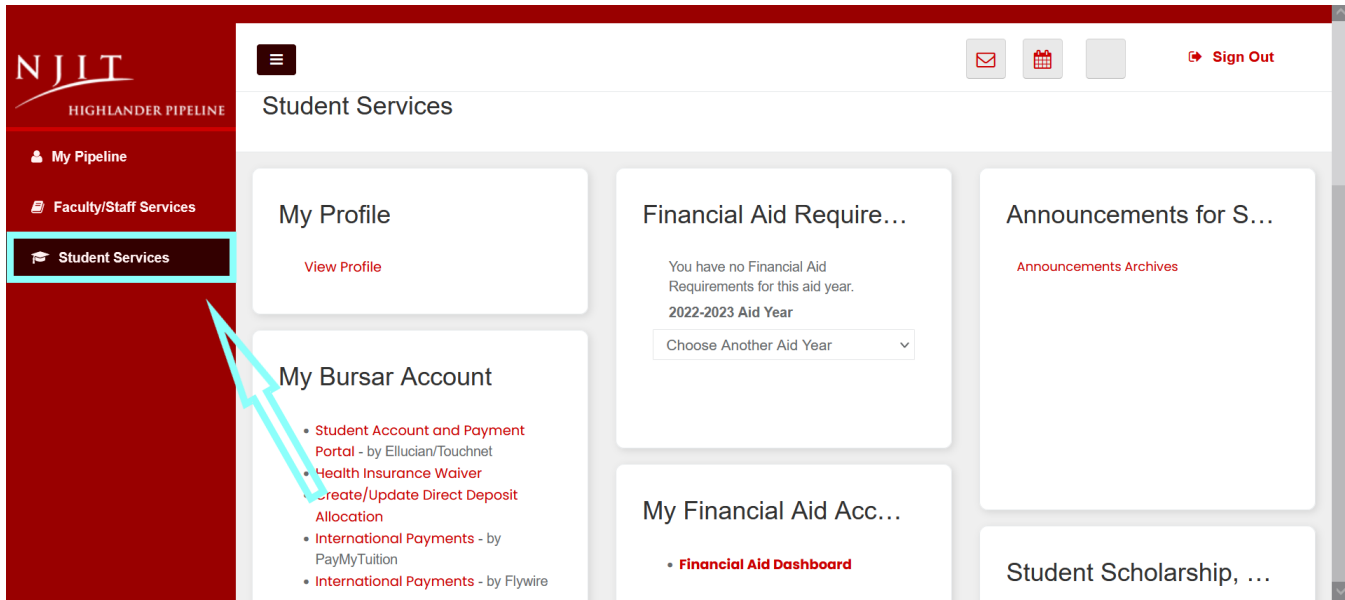 NJIT
HIGHLANDER PIPELINE
My Pipeline
Faculty/Staff Services
Student Services
Sign Out
Student Services
My Profile
View Profile
My Bursar Account
Student Account and Payment
Portal - by Ellucian/Touchnet
Health Insurance Waiver
Create/Update Direct Deposit
Allocation
International Payments - by
PayMyTuition
International Payments - by Flywire
Financial Aid Require...
You have no Financial Aid
Requirements for this aid year.
2022-2023 Aid Year
Choose Another Aid Year
My Financial Aid Acc...
Financial Aid Dashboard
Announcements for S...
Announcements Archives
Student Scholarship, ...